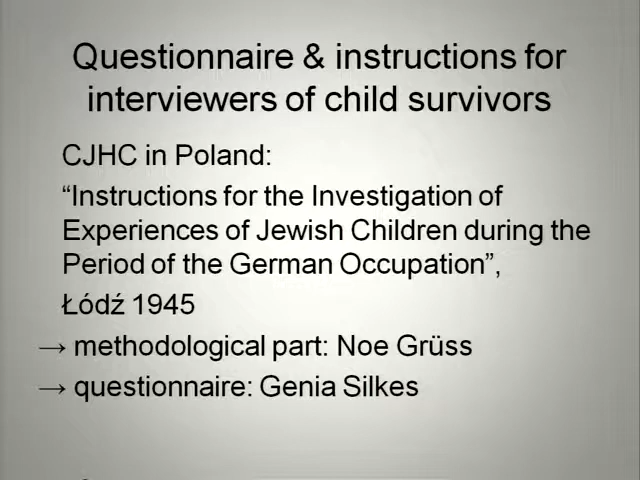 Questionnaire & instructions for
interviewers of child survivors
CJHC in Poland:
“Instructions for the Investigation of
Experiences of Jewish Children during the
Period of the German Occupation”,
Łódź 1945
→ methodological part: Noe Grüss
→ questionnaire: Genia Silkes